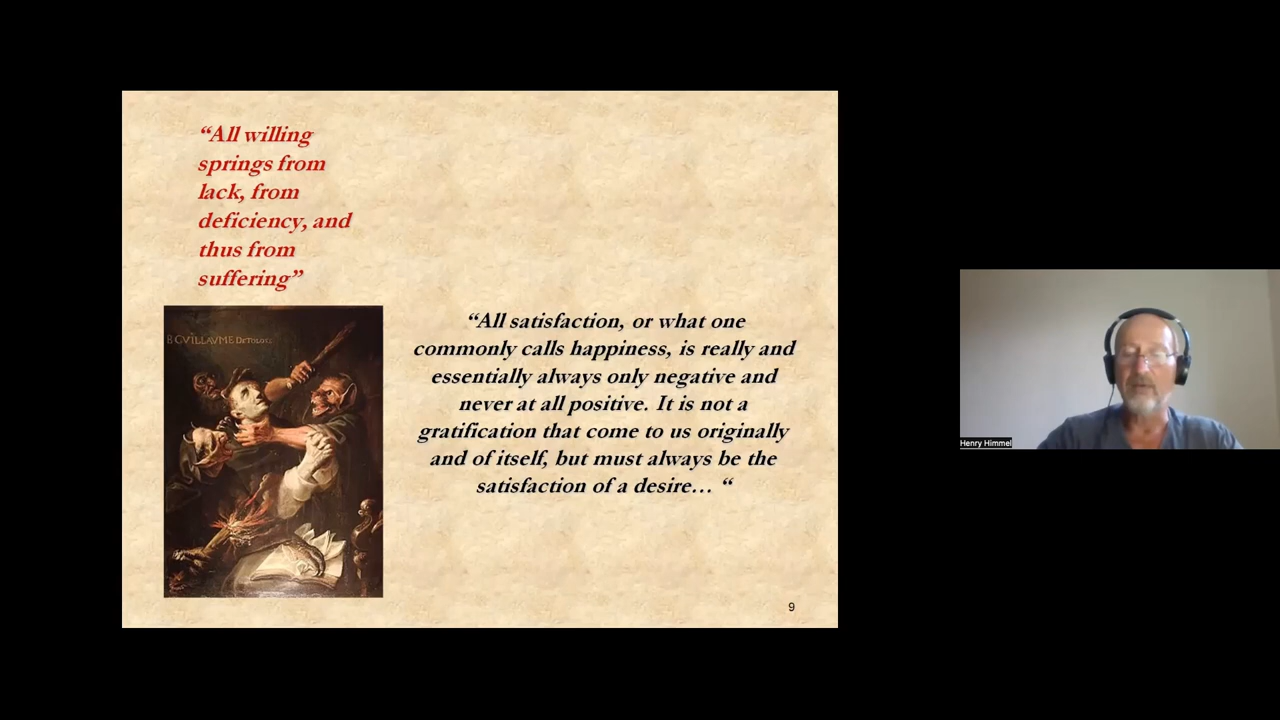 “All willing
springs from
lack, from
deficiency, and
thus from
suffering”
“All satisfaction, or what one
commonly calls happiness, is really and
essentially always only negative and
never at all positive. It is not a
gratification that come to us originally
and of itself, but must always be the
satisfaction of a desire… “
9
Henry Himmel